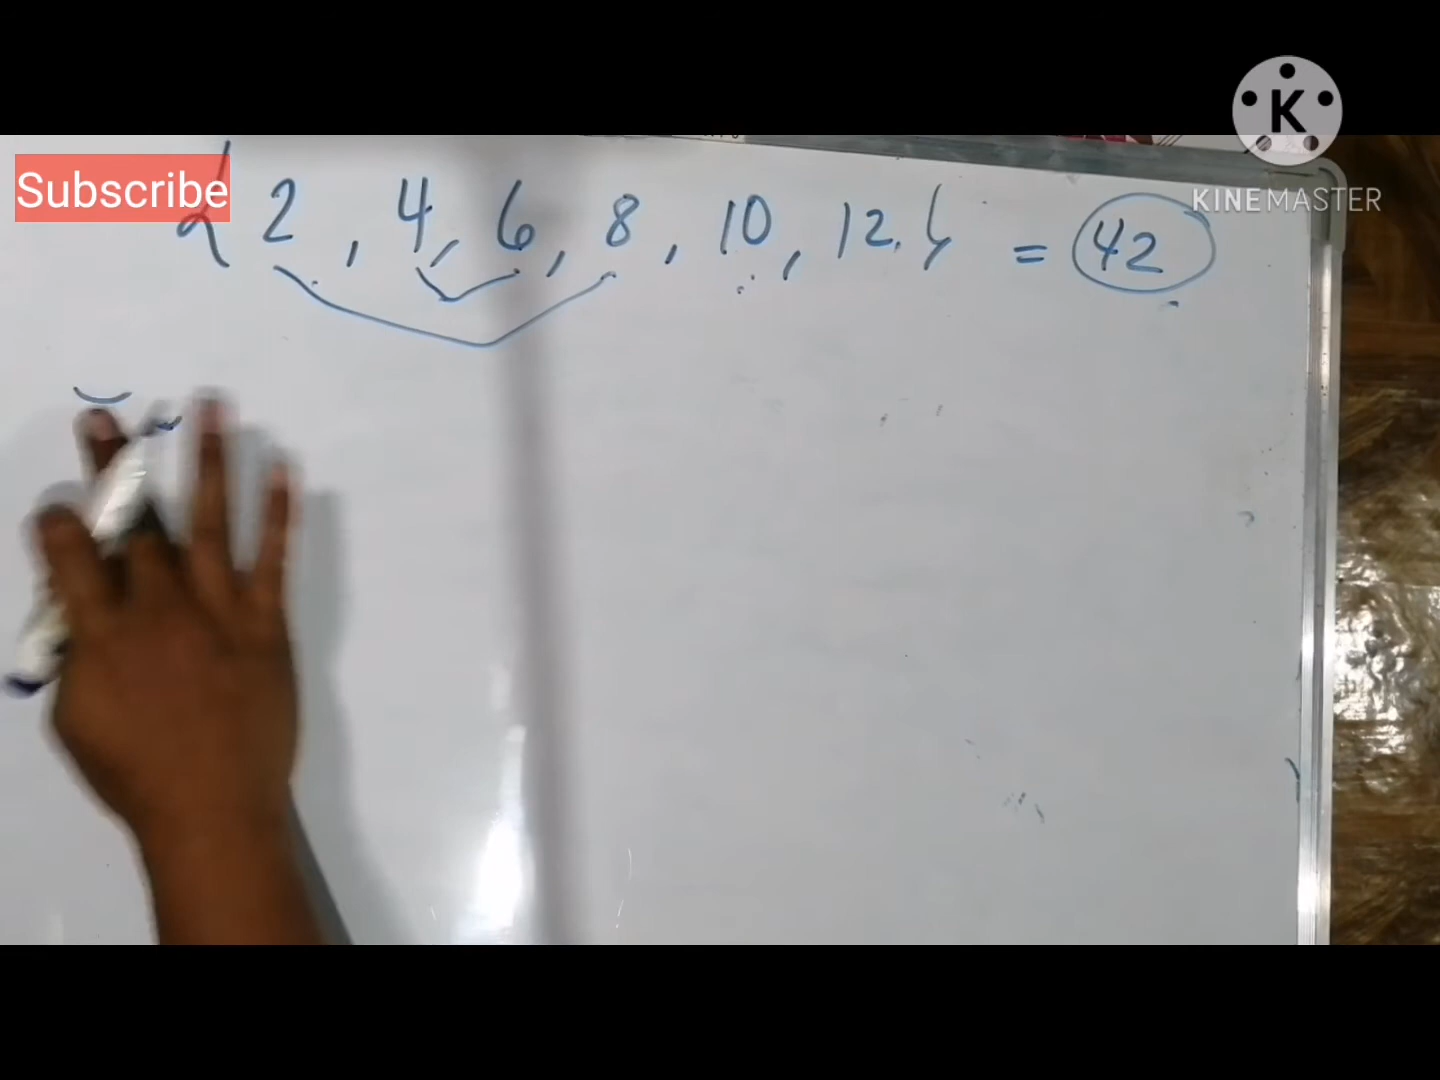 K
KINEMASTER
Subscribe
{2, 4, 6, 8, 10, 12.} = 42